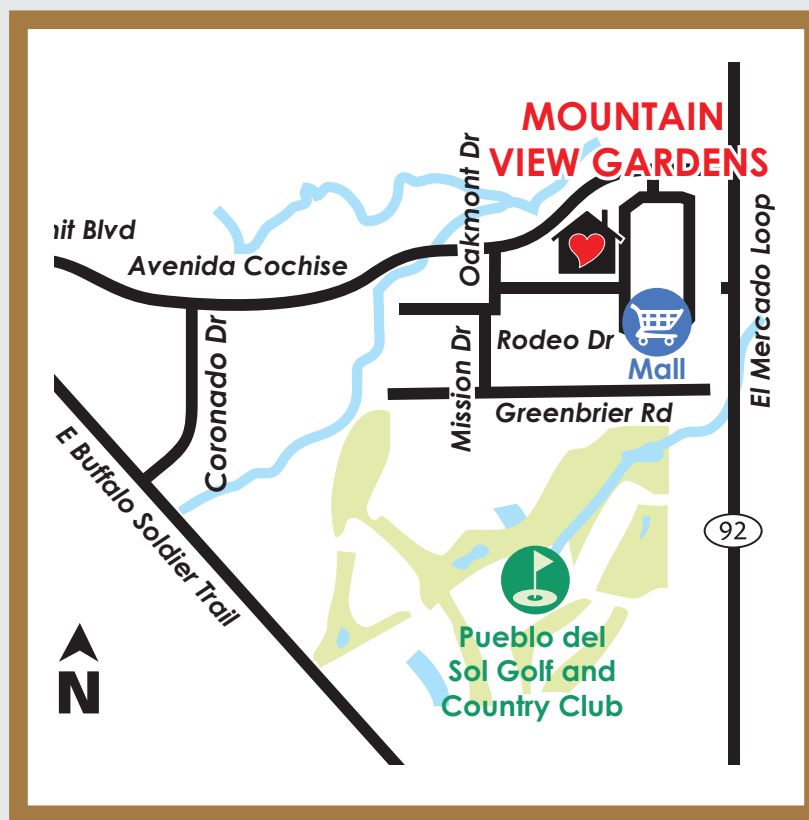 MOUNTAIN
VIEW GARDENS
Oakmont Dr
Blvd
Avenida Cochise
El Mercado Loop
Coronado Dr
Mission Dr
Rodeo Dr
Mall
Greenbrier Rd
E Buffalo Soldier Trail
92
Pueblo del
Sol Golf and
Country Club
N